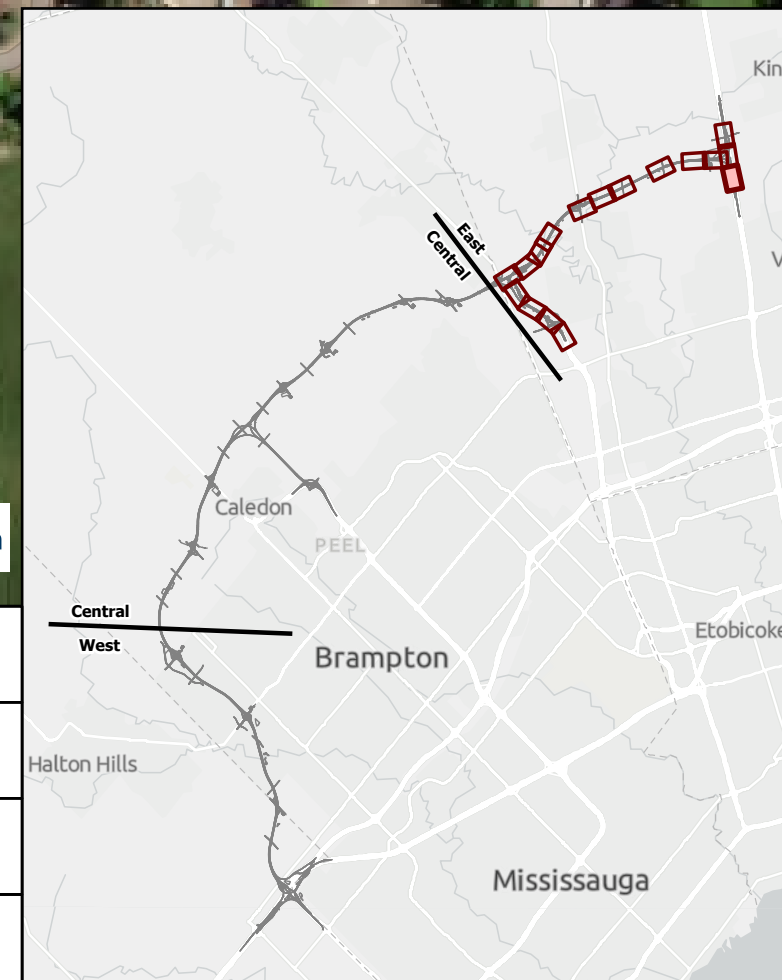 Kin
East
Central
V
Caledon
PEEL
Central
West
Brampton
Etobicoke
Halton Hills
Mississauga